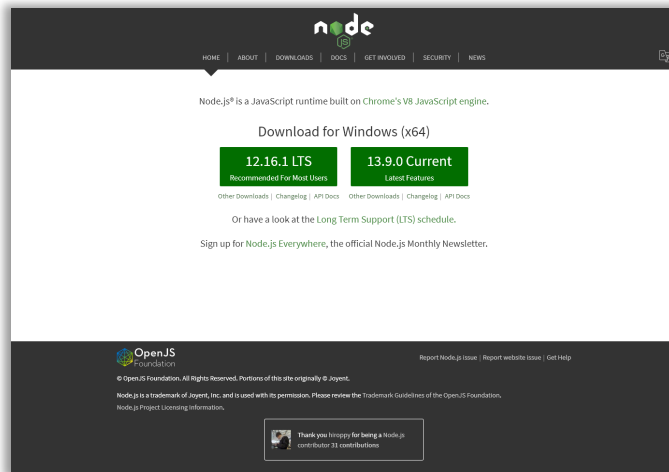 node
JS
HOME | ABOUT | DOWNLOADS | DOCS | GET INVOLVED | SECURITY | NEWS
Node.js® is a JavaScript runtime built on Chrome's V8 JavaScript engine.
Download for Windows (x64)
12.16.1 LTS
Recommended For Most Users
13.9.0 Current
Latest Features
Other Downloads | Changelog | API Docs
Other Downloads | Changelog | API Docs
Or have a look at the Long Term Support (LTS) schedule.
Sign up for Node.js Everywhere, the official Node.js Monthly Newsletter.
OpenJS
Foundation
Report Node.js issue | Report website issue | Get Help
© OpenJS Foundation. All Rights Reserved. Portions of this site originally © Joyent.
Node.js is a trademark of Joyent, Inc. and is used with its permission. Please review the Trademark Guidelines of the OpenJS Foundation.
Node.js Project Licensing Information.
Thank you hiroppy for being a Node.js
contributor 31 contributions